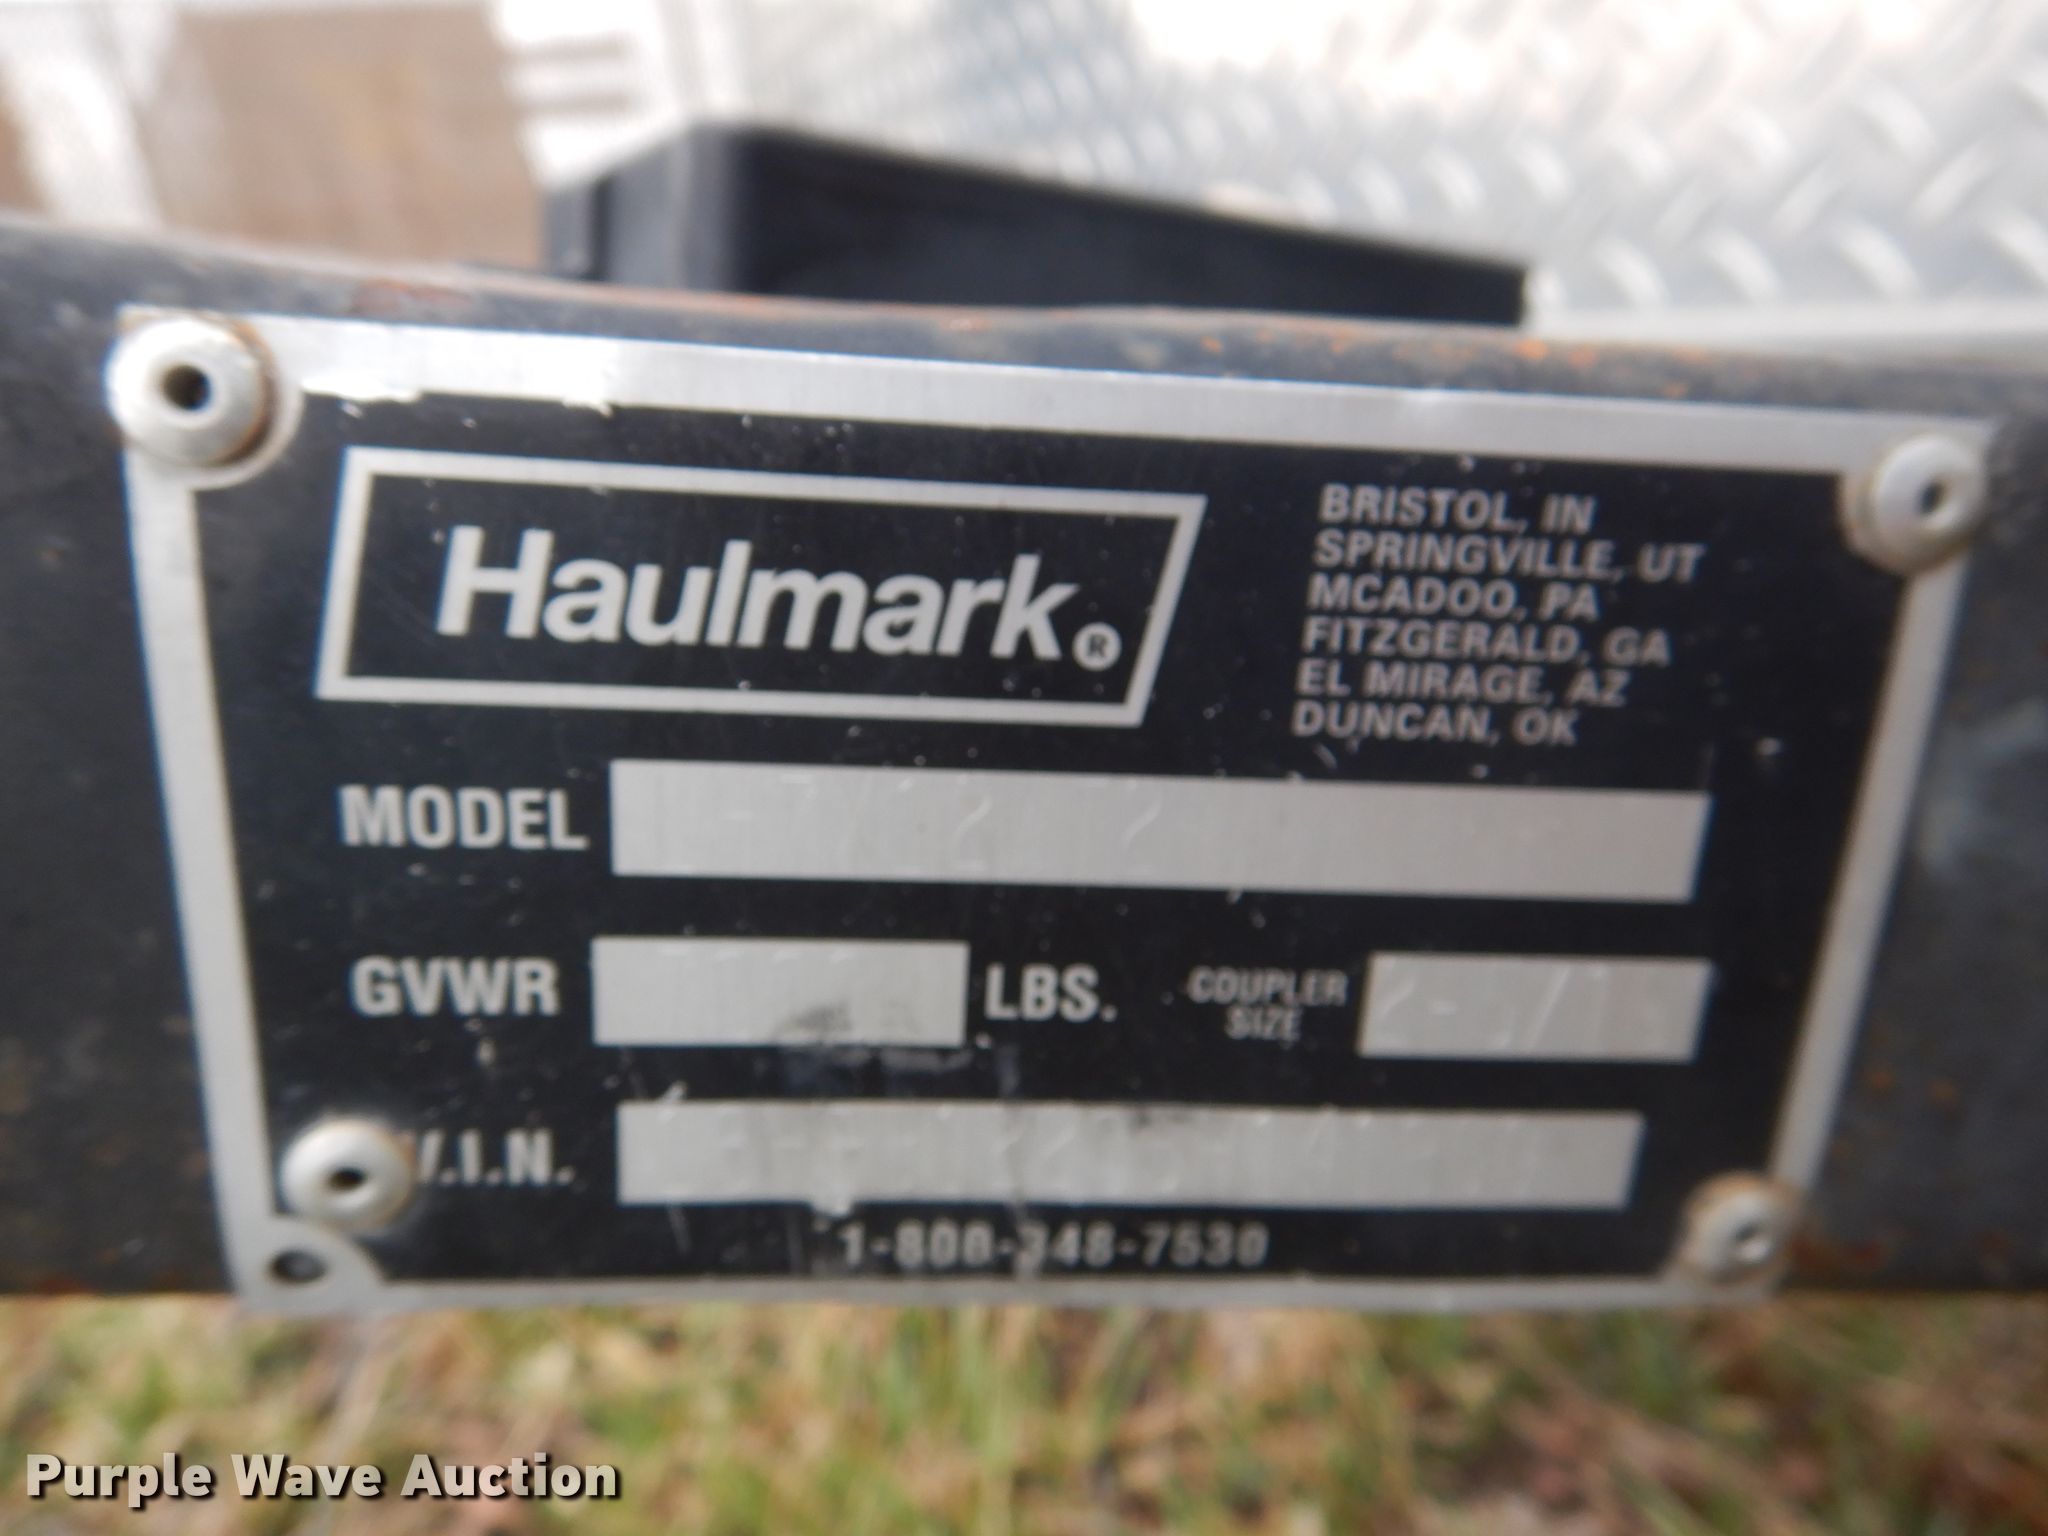 Haulmark®
BRISTOL, IN
SPRINGVILLE, UT
MCADOO, PA
FITZGERALD, GA
EL MIRAGE, AZ
DUNCAN, OK
MODEL
GVWR LBS. COUPLER SIZE
V.I.N.
1-800-348-7530
Purple Wave Auction